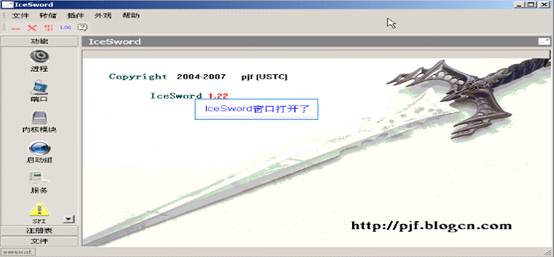 IceSword
文件 转储 插件 外观 帮助
LOG
功能
IceSword
进程
端口
内核模块
启动组
服务
SPI
注册表
文件
Copyright 2004-2007 pjf (USTC)
IceSword 1.22
IceSword窗口打开了
http://pjf.blogcn.com